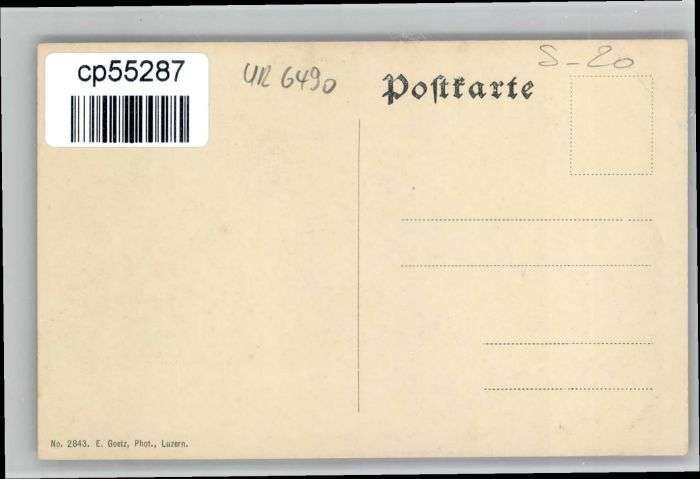 cp55287
UR 6490
S-20
Poſtkarte
No. 2843. E. Goetz, Phot., Luzern.